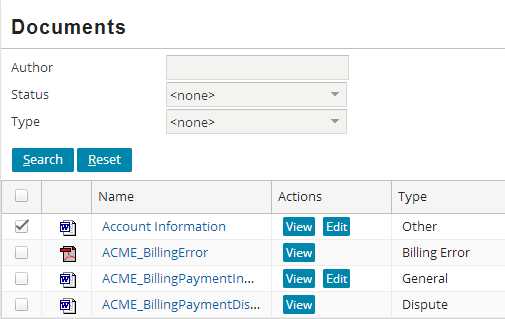 Documents
Author
Status <none>
Type <none>
Search Reset
Name Actions Type
Account Information View Edit Other
ACME_BillingError View Billing Error
ACME_BillingPaymentIn... View Edit General
ACME_BillingPaymentDis... View Dispute